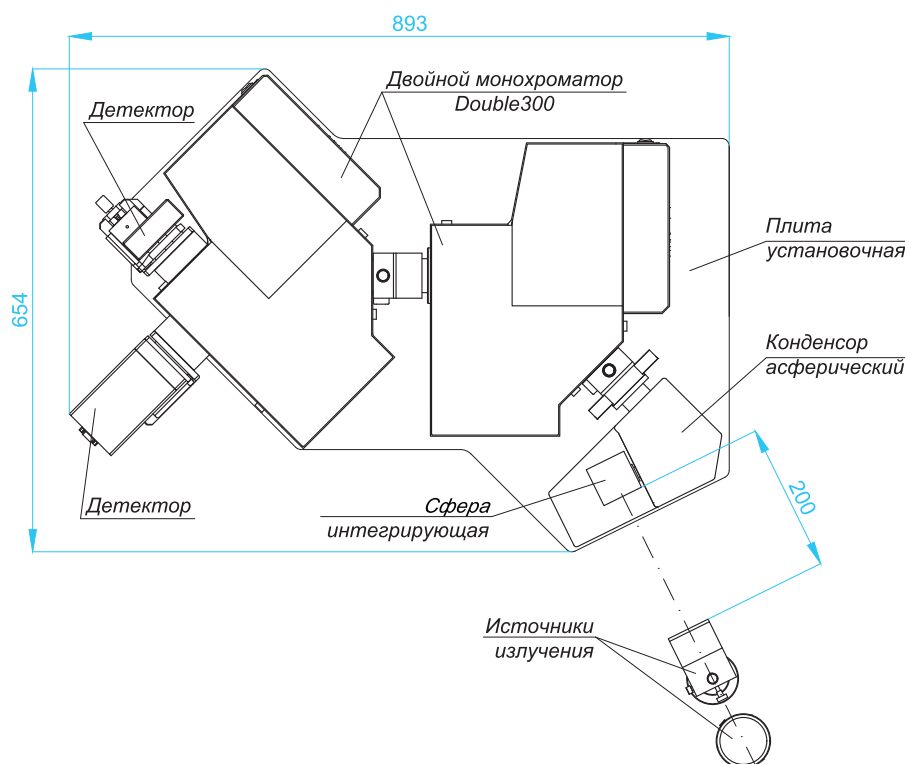 893
Двойной монохроматор
Double300
Детектор
Плита
установочная
654
Конденсор
асферический
Детектор
Сфера
интегрирующая
200
Источники
излучения